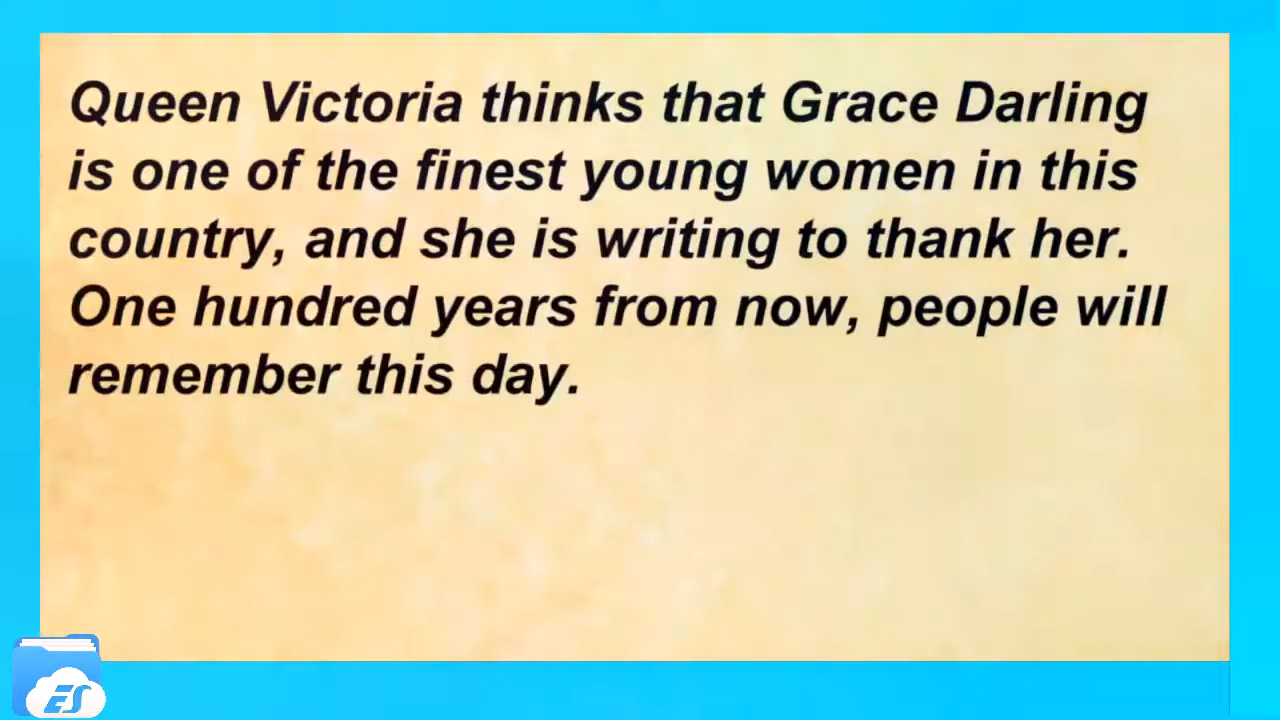 Queen Victoria thinks that Grace Darling
is one of the finest young women in this
country, and she is writing to thank her.
One hundred years from now, people will
remember this day.
ES